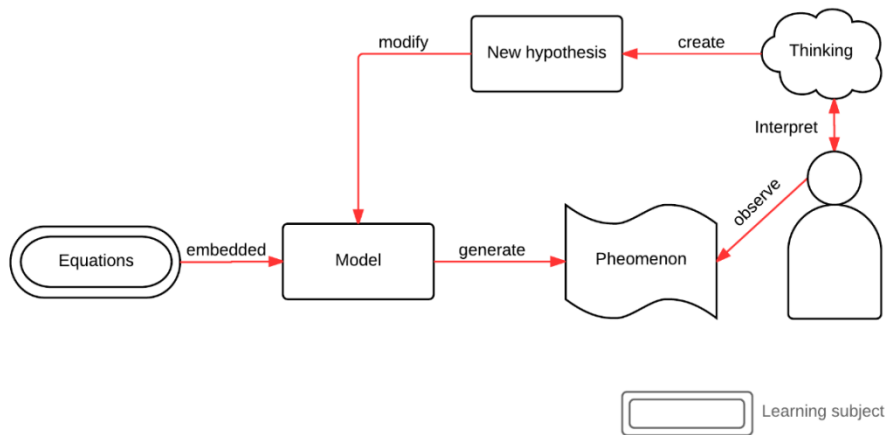 modify
New hypothesis
create
Thinking
Interpret
observe
Equations
embedded
Model
generate
Pheomenon
Learning subject